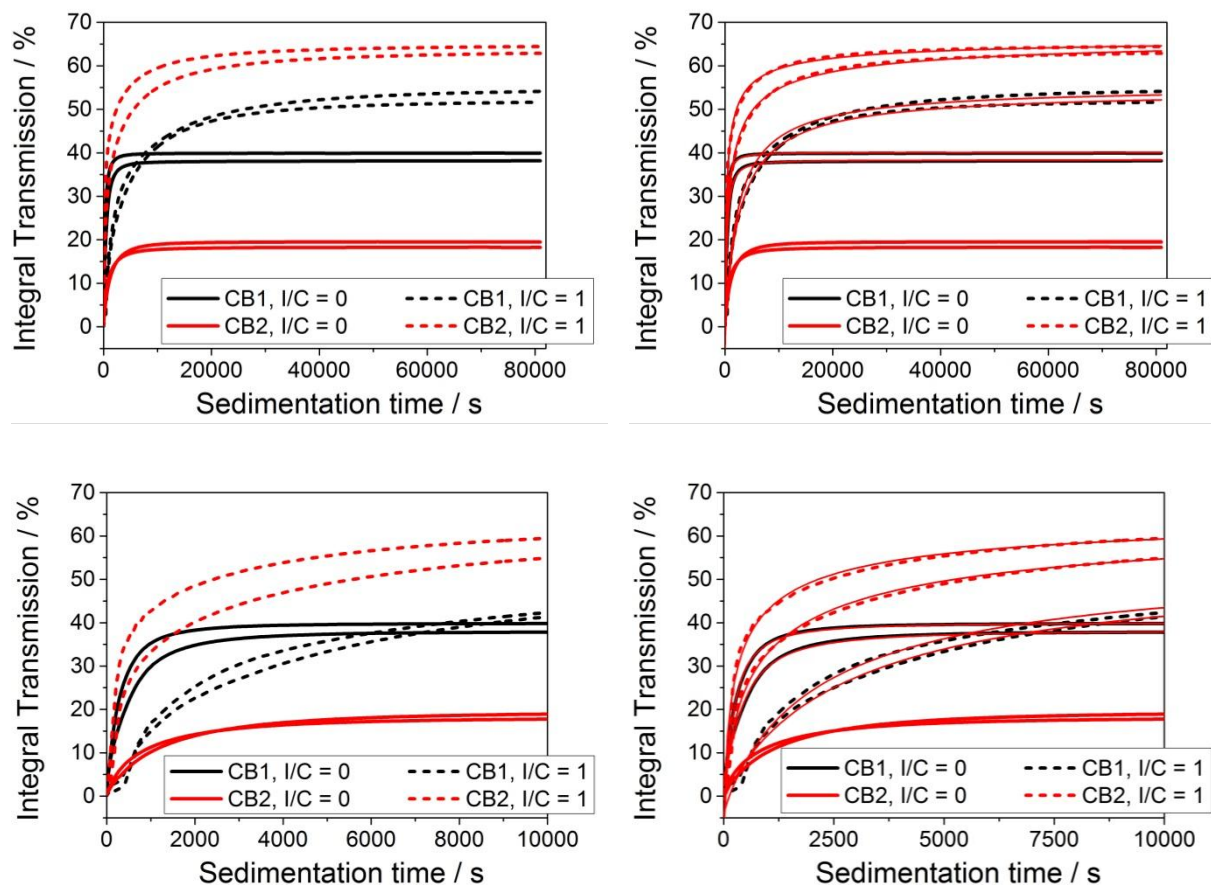 70
60
50
40
30
20
10
0
Integral Transmission / %
CB1, I/C = 0
CB1, I/C = 1
CB2, I/C = 0
CB2, I/C = 1
0 20000 40000 60000 80000
Sedimentation time / s
70
60
50
40
30
20
10
0
Integral Transmission / %
CB1, I/C = 0
CB1, I/C = 1
CB2, I/C = 0
CB2, I/C = 1
0 20000 40000 60000 80000
Sedimentation time / s
70
60
50
40
30
20
10
0
Integral Transmission / %
CB1, I/C = 0
CB1, I/C = 1
CB2, I/C = 0
CB2, I/C = 1
0 2000 4000 6000 8000 10000
Sedimentation time / s
70
60
50
40
30
20
10
0
Integral Transmission / %
CB1, I/C = 0
CB1, I/C = 1
CB2, I/C = 0
CB2, I/C = 1
0 2500 5000 7500 10000
Sedimentation time / s